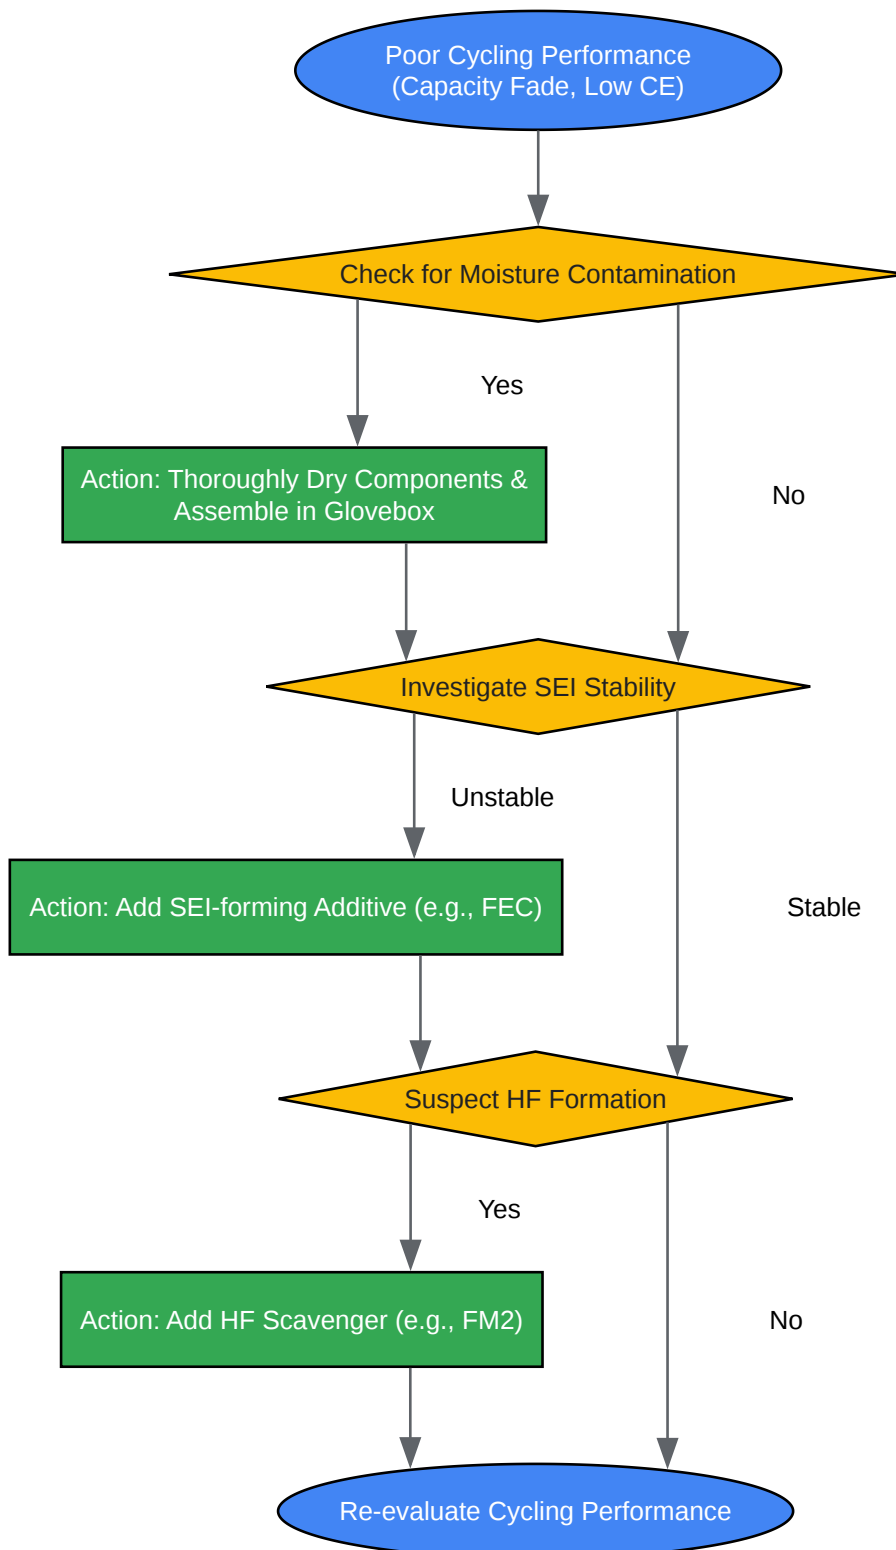 Poor Cycling Performance
(Capacity Fade, Low CE)
Check for Moisture Contamination
Yes
Action: Thoroughly Dry Components &
Assemble in Glovebox
No
Investigate SEI Stability
Unstable
Action: Add SEI-forming Additive (e.g., FEC)
Stable
Suspect HF Formation
Yes
Action: Add HF Scavenger (e.g., FM2)
No
Re-evaluate Cycling Performance